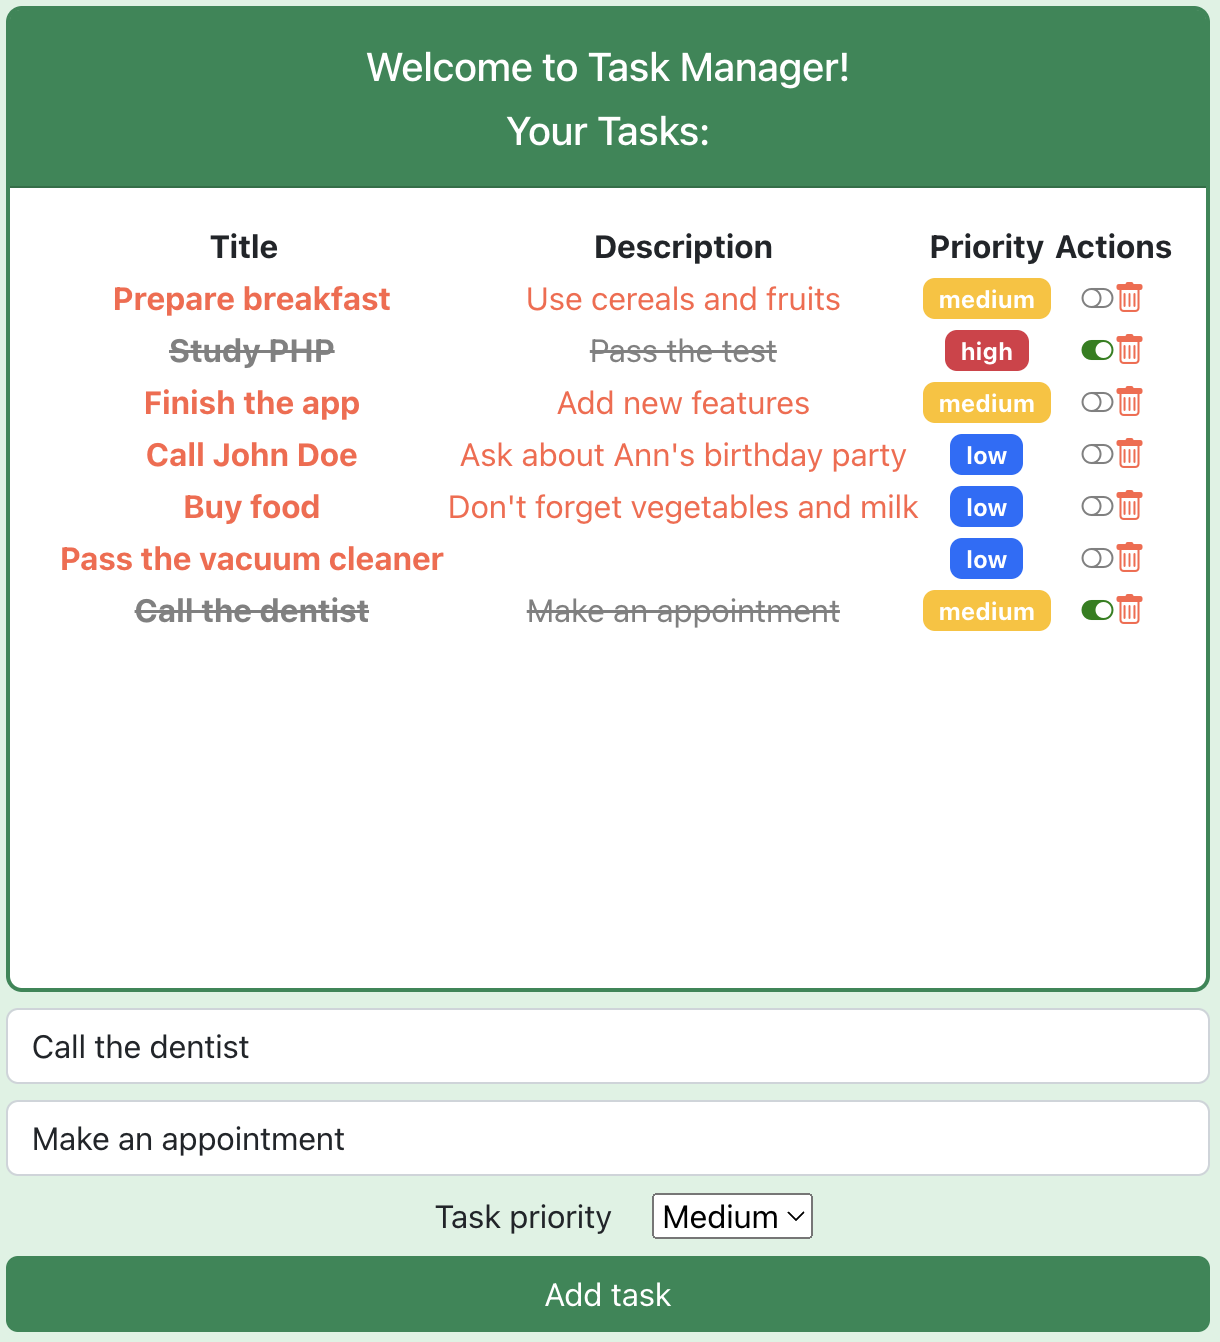 Welcome to Task Manager!
Your Tasks:
Title Description Priority Actions
Prepare breakfast Use cereals and fruits medium
Study PHP Pass the test high
Finish the app Add new features medium
Call John Doe Ask about Ann's birthday party low
Buy food Don't forget vegetables and milk low
Pass the vacuum cleaner low
Call the dentist Make an appointment medium
Call the dentist
Make an appointment
Task priority Medium
Add task